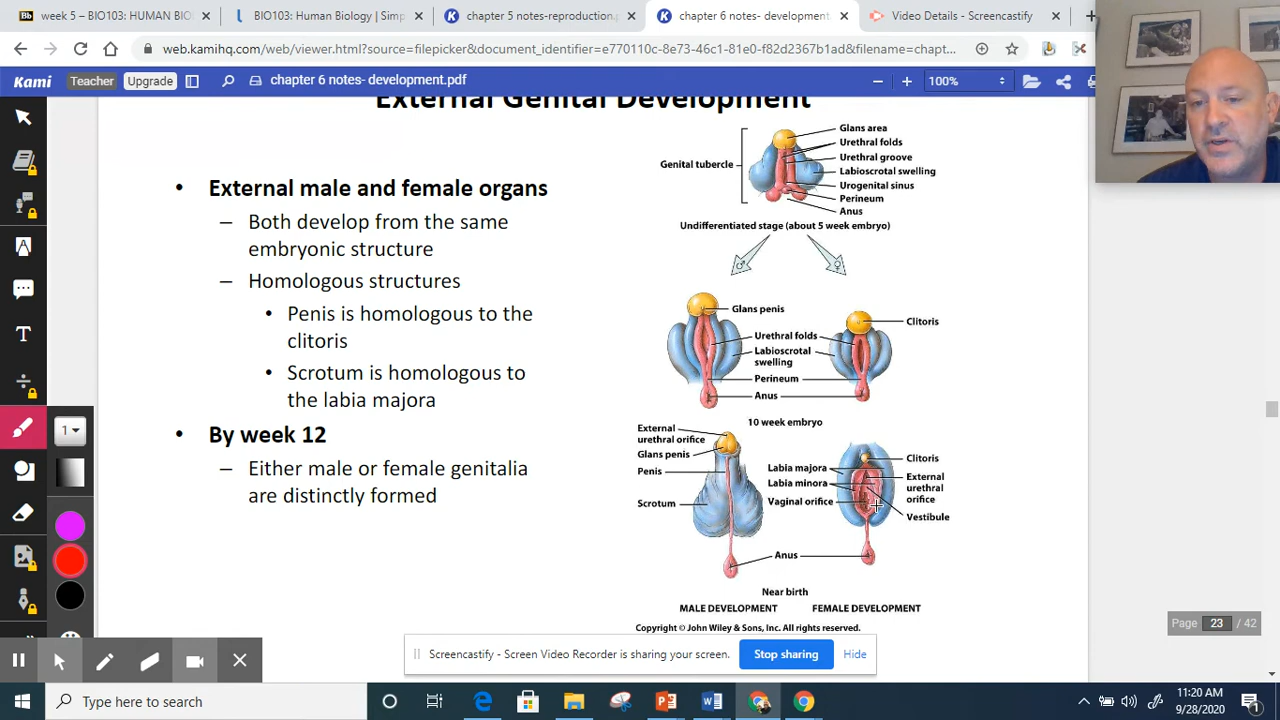 week 5 – BIO103: HUMAN BIO
BIO103: Human Biology | Simp
chapter 5 notes-reproduction.p
chapter 6 notes- development.
Video Details - Screencastify
web.kamihq.com/web/viewer.html?source=filepicker&document_identifier=e770110c-8e73-46c1-81e0-f82d2367b1ad&filename=chapt...
Kami
Teacher
Upgrade
chapter 6 notes- development.pdf
100%
External Genital Development
• External male and female organs
– Both develop from the same
embryonic structure
– Homologous structures
• Penis is homologous to the
clitoris
• Scrotum is homologous to
the labia majora
• By week 12
– Either male or female genitalia
are distinctly formed
Genital tubercle
Glans area
Urethral folds
Urethral groove
Labioscrotal swelling
Urogenital sinus
Perineum
Anus
Undifferentiated stage (about 5 week embryo)
Glans penis
Clitoris
Urethral folds
Labioscrotal
swelling
Perineum
Anus
10 week embryo
External
urethral orifice
Glans penis
Penis
Scrotum
Labia majora
Labia minora
Vaginal orifice
Clitoris
External
urethral
orifice
Vestibule
Anus
Near birth
MALE DEVELOPMENT
FEMALE DEVELOPMENT
Copyright © John Wiley & Sons, Inc. All rights reserved.
Page 23 / 42
1
Screencastify - Screen Video Recorder is sharing your screen.
Stop sharing
Hide
Type here to search
11:20 AM
9/28/2020